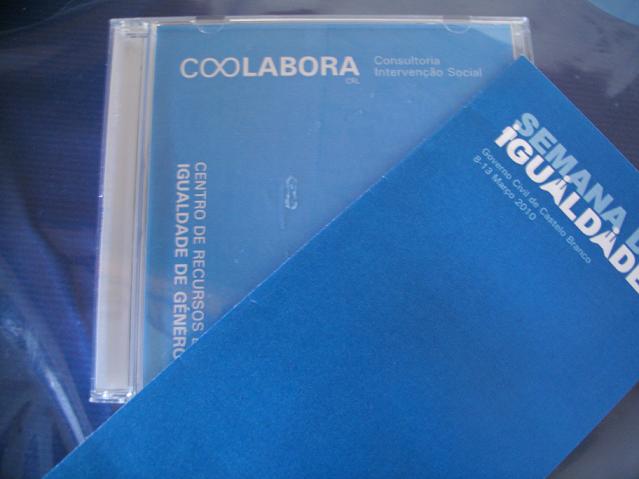 COOLABORA
CRL
Consultoria
Intervenção Social
CENTRO DE RECURSOS
IGUALDADE DE GÉNERO
SEMANA
IGUALDADE
Governo Civil de Castelo Branco
8-13 Março 2010